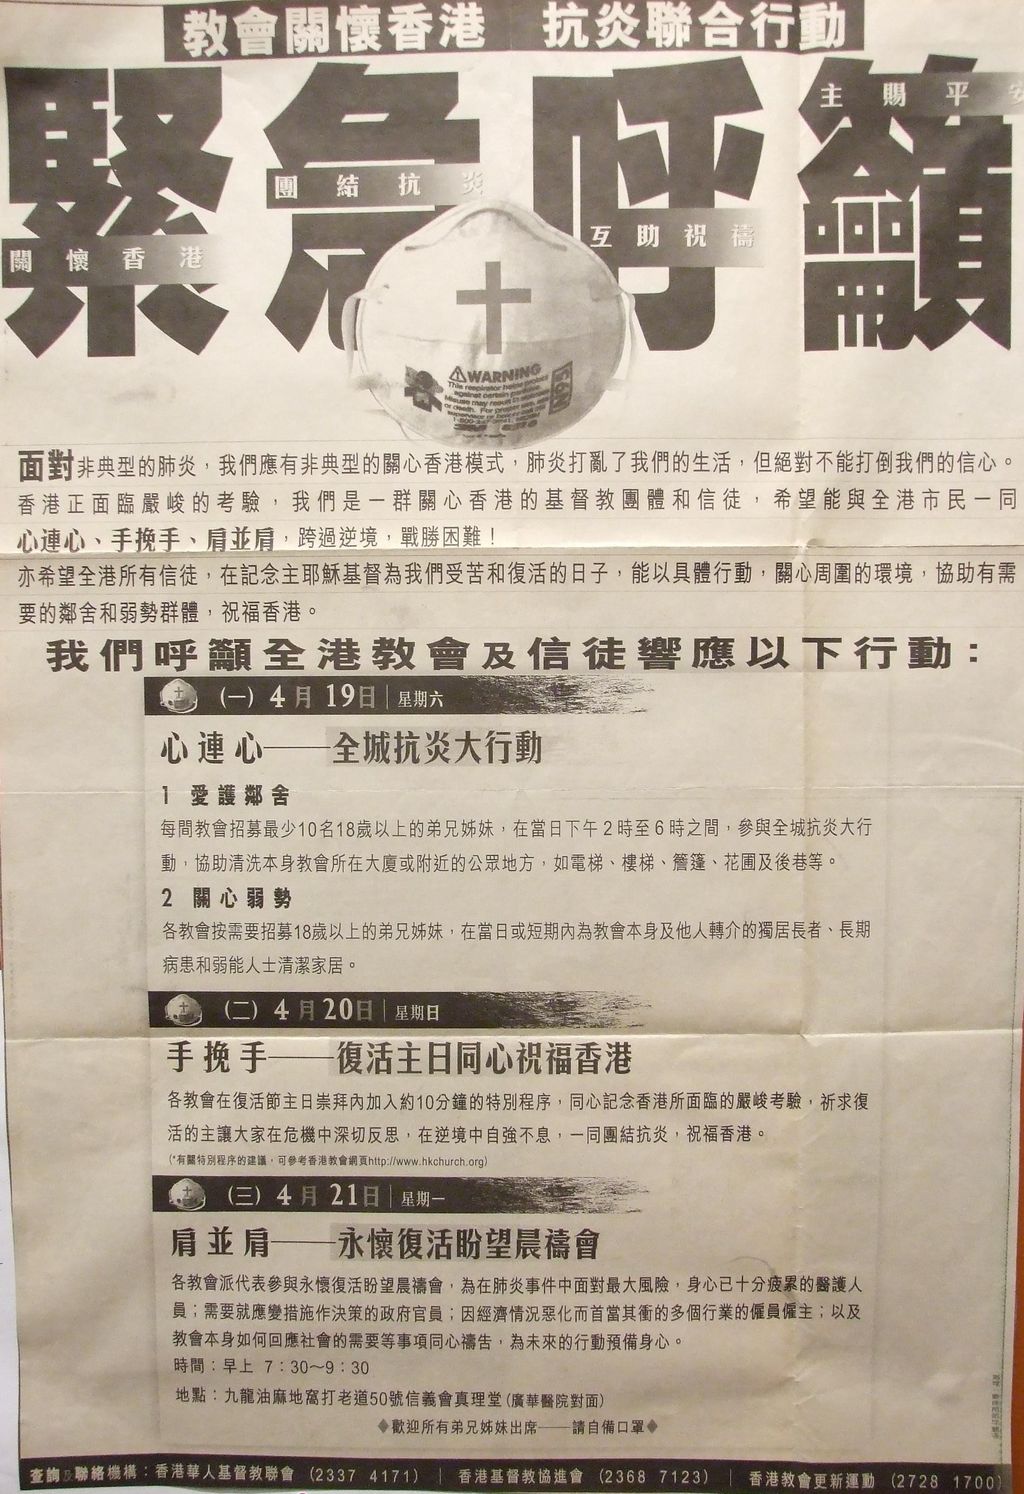 教會關懷香港 抗炎聯合行動
緊急呼籲
主賜平安
團結抗炎
互助祝禱
關懷香港
WARNING
This respirator helps protect
against certain particles.
Misuse may result in sickness
or death. For proper use, see
supervisor or
N95
面對非典型的肺炎，我們應有非典型的關心香港模式，肺炎打亂了我們的生活，但絕對不能打倒我們的信心。
香港正面臨嚴峻的考驗，我們是一群關心香港的基督教團體和信徒，希望能與全港市民一同
心連心、手挽手、肩並肩，跨過逆境，戰勝困難！
亦希望全港所有信徒，在記念主耶穌基督為我們受苦和復活的日子，能以具體行動，關心周圍的環境，協助有需
要的鄰舍和弱勢群體，祝福香港。
我們呼籲全港教會及信徒響應以下行動：
（一）4月19日｜星期六
心連心——全城抗炎大行動
1 愛護鄰舍
每間教會招募最少10名18歲以上的弟兄姊妹，在當日下午2時至6時之間，參與全城抗炎大行
動，協助清洗本身教會所在大廈或附近的公眾地方，如電梯、樓梯、簷篷、花圃及後巷等。
2 關心弱勢
各教會按需要招募18歲以上的弟兄姊妹，在當日或短期內為教會本身及他人轉介的獨居長者、長期
病患和弱能人士清潔家居。
（二）4月20日｜星期日
手挽手——復活主日同心祝福香港
各教會在復活節主日崇拜內加入約10分鐘的特別程序，同心記念香港所面臨的嚴峻考驗，祈求復
活的主讓大家在危機中深切反思，在逆境中自強不息，一同團結抗炎，祝福香港。
(*有關特別程序的建議，可參考香港教會網頁http://www.hkchurch.org)
（三）4月21日｜星期一
肩並肩——永懷復活盼望晨禱會
各教會派代表參與永懷復活盼望晨禱會，為在肺炎事件中面對最大風險，身心已十分疲累的醫護人
員；需要就應變措施作決策的政府官員；因經濟情況惡化而首當其衝的多個行業的僱員僱主；以及
教會本身如何回應社會的需要等事項同心禱告，為未來的行動預備身心。
時間：早上 7：30～9：30
地點：九龍油麻地窩打老道50號信義會真理堂(廣華醫院對面)
◆歡迎所有弟兄姊妹出席——請自備口罩◆
查詢及聯絡機構：香港華人基督教聯會（2337 4171）｜香港基督教協進會（2368 7123）｜香港教會更新運動（2728 1700）